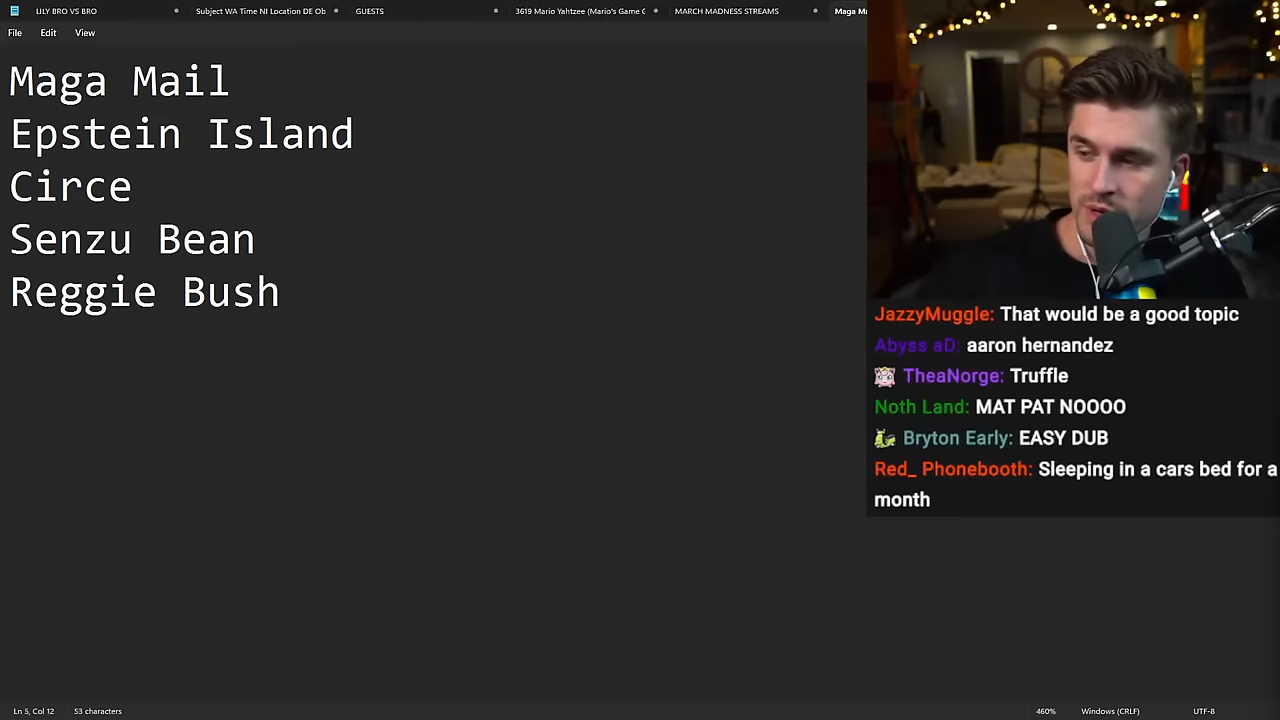 LILY BRO VS BRO
Subject WA Time NI Location DE Ob
GUESTS
3619 Mario Yahtzee (Mario's Game C
MARCH MADNESS STREAMS
Maga Ma
File Edit View
Maga Mail
Epstein Island
Circe
Senzu Bean
Reggie Bush
JazzyMuggle: That would be a good topic
Abyss aD: aaron hernandez
TheaNorge: Truffle
Noth Land: MAT PAT NOOOO
Bryton Early: EASY DUB
Red_ Phonebooth: Sleeping in a cars bed for a
month
Ln 5, Col 12 53 characters 460% Windows (CRLF) UTF-8